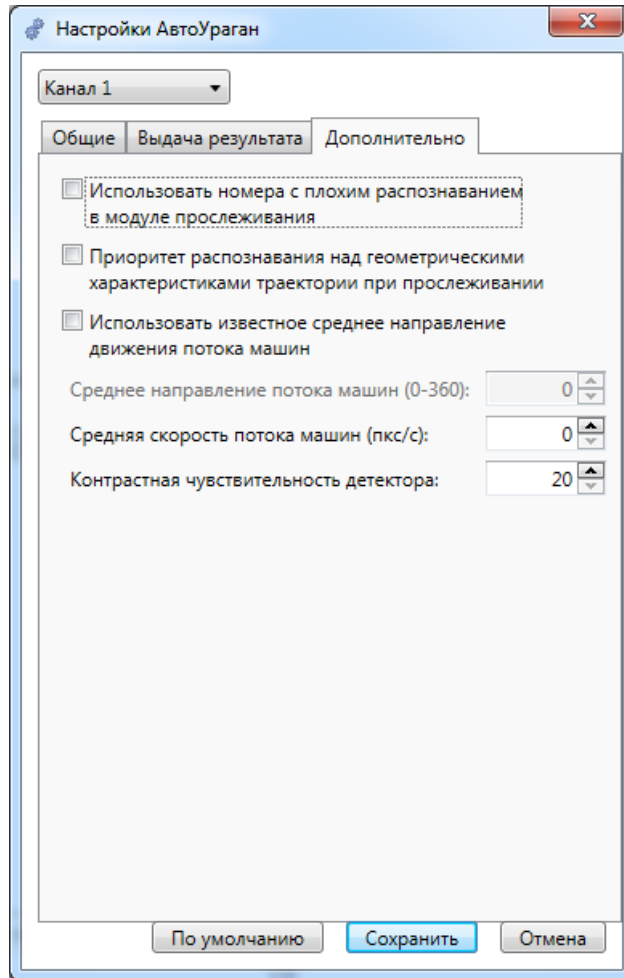 Настройки АвтоУраган
Канал 1
Общие Выдача результата Дополнительно
Использовать номера с плохим распознаванием
в модуле прослеживания
Приоритет распознавания над геометрическими
характеристиками траектории при прослеживании
Использовать известное среднее направление
движения потока машин
Среднее направление потока машин (0-360): 0
Средняя скорость потока машин (пкс/с): 0
Контрастная чувствительность детектора: 20
По умолчанию Сохранить Отмена